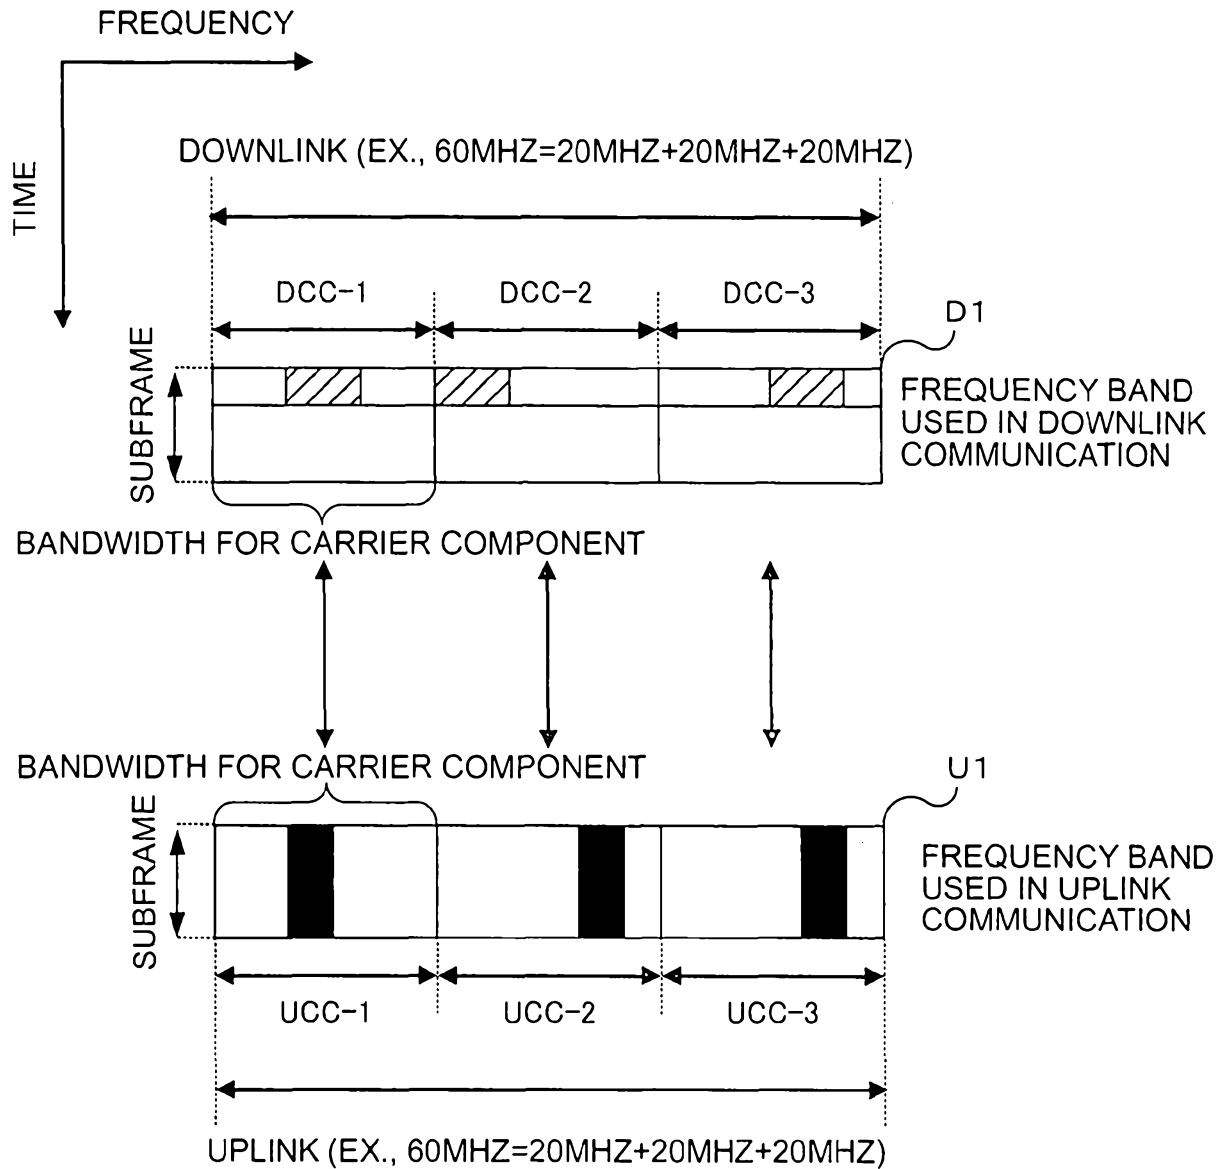 FREQUENCY
TIME
DOWNLINK (EX., 60MHZ=20MHZ+20MHZ+20MHZ)
DCC-1
DCC-2
DCC-3
D1
SUBFRAME
FREQUENCY BAND
USED IN DOWNLINK
COMMUNICATION
BANDWIDTH FOR CARRIER COMPONENT
BANDWIDTH FOR CARRIER COMPONENT
U1
SUBFRAME
FREQUENCY BAND
USED IN UPLINK
COMMUNICATION
UCC-1
UCC-2
UCC-3
UPLINK (EX., 60MHZ=20MHZ+20MHZ+20MHZ)